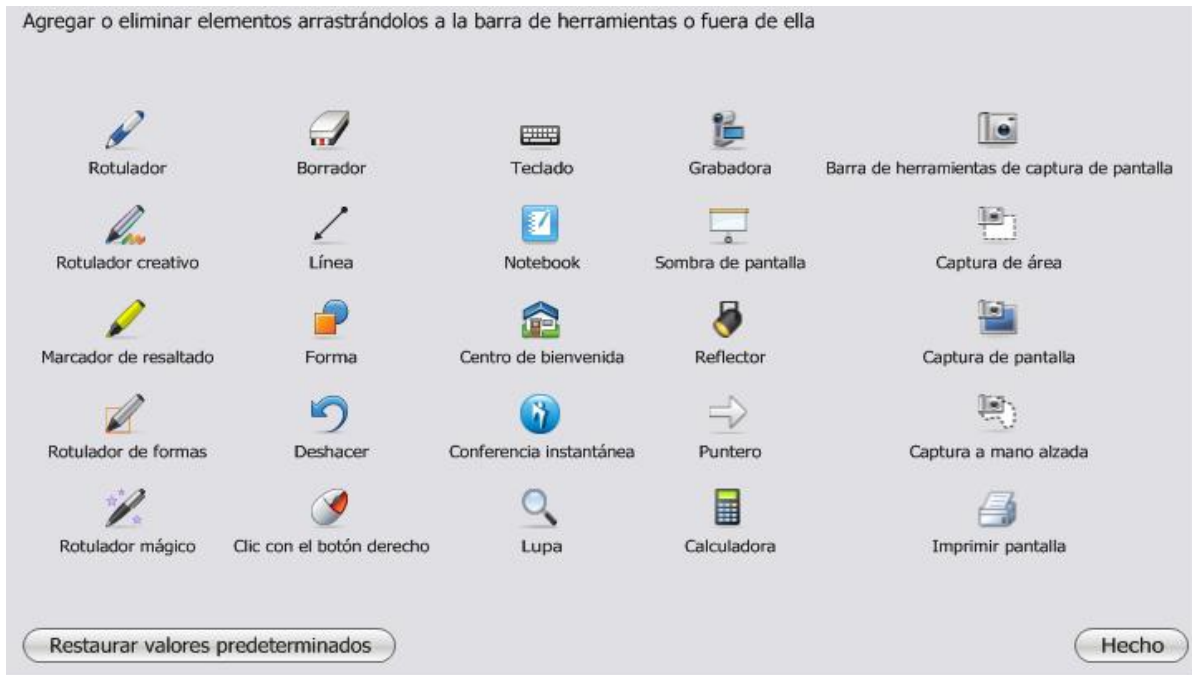 Agregar o eliminar elementos arrastrándolos a la barra de herramientas o fuera de ella
Rotulador
Borrador
Teclado
Grabadora
Barra de herramientas de captura de pantalla
Rotulador creativo
Línea
Notebook
Sombra de pantalla
Captura de área
Marcador de resaltado
Forma
Centro de bienvenida
Reflector
Captura de pantalla
Rotulador de formas
Deshacer
Conferencia instantánea
Puntero
Captura a mano alzada
Rotulador mágico
Clic con el botón derecho
Lupa
Calculadora
Imprimir pantalla
Restaurar valores predeterminados
Hecho